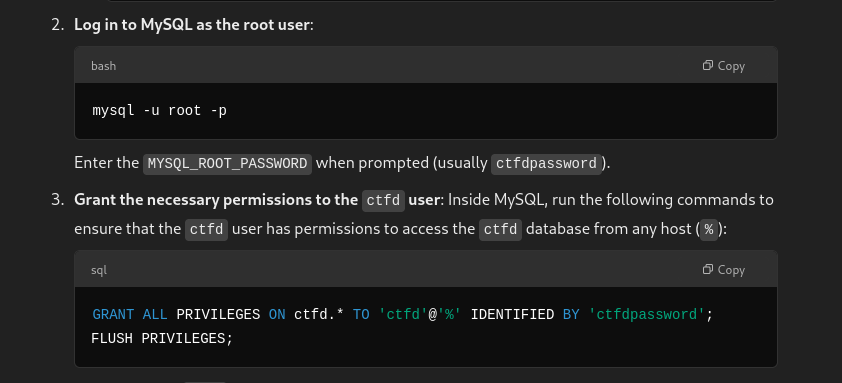 2. Log in to MySQL as the root user:
bash
Copy
mysql -u root -p
Enter the MYSQL_ROOT_PASSWORD when prompted (usually ctfdpassword).
3. Grant the necessary permissions to the ctfd user: Inside MySQL, run the following commands to
ensure that the ctfd user has permissions to access the ctfd database from any host (%):
sql
Copy
GRANT ALL PRIVILEGES ON ctfd.* TO 'ctfd'@'%' IDENTIFIED BY 'ctfdpassword';
FLUSH PRIVILEGES;